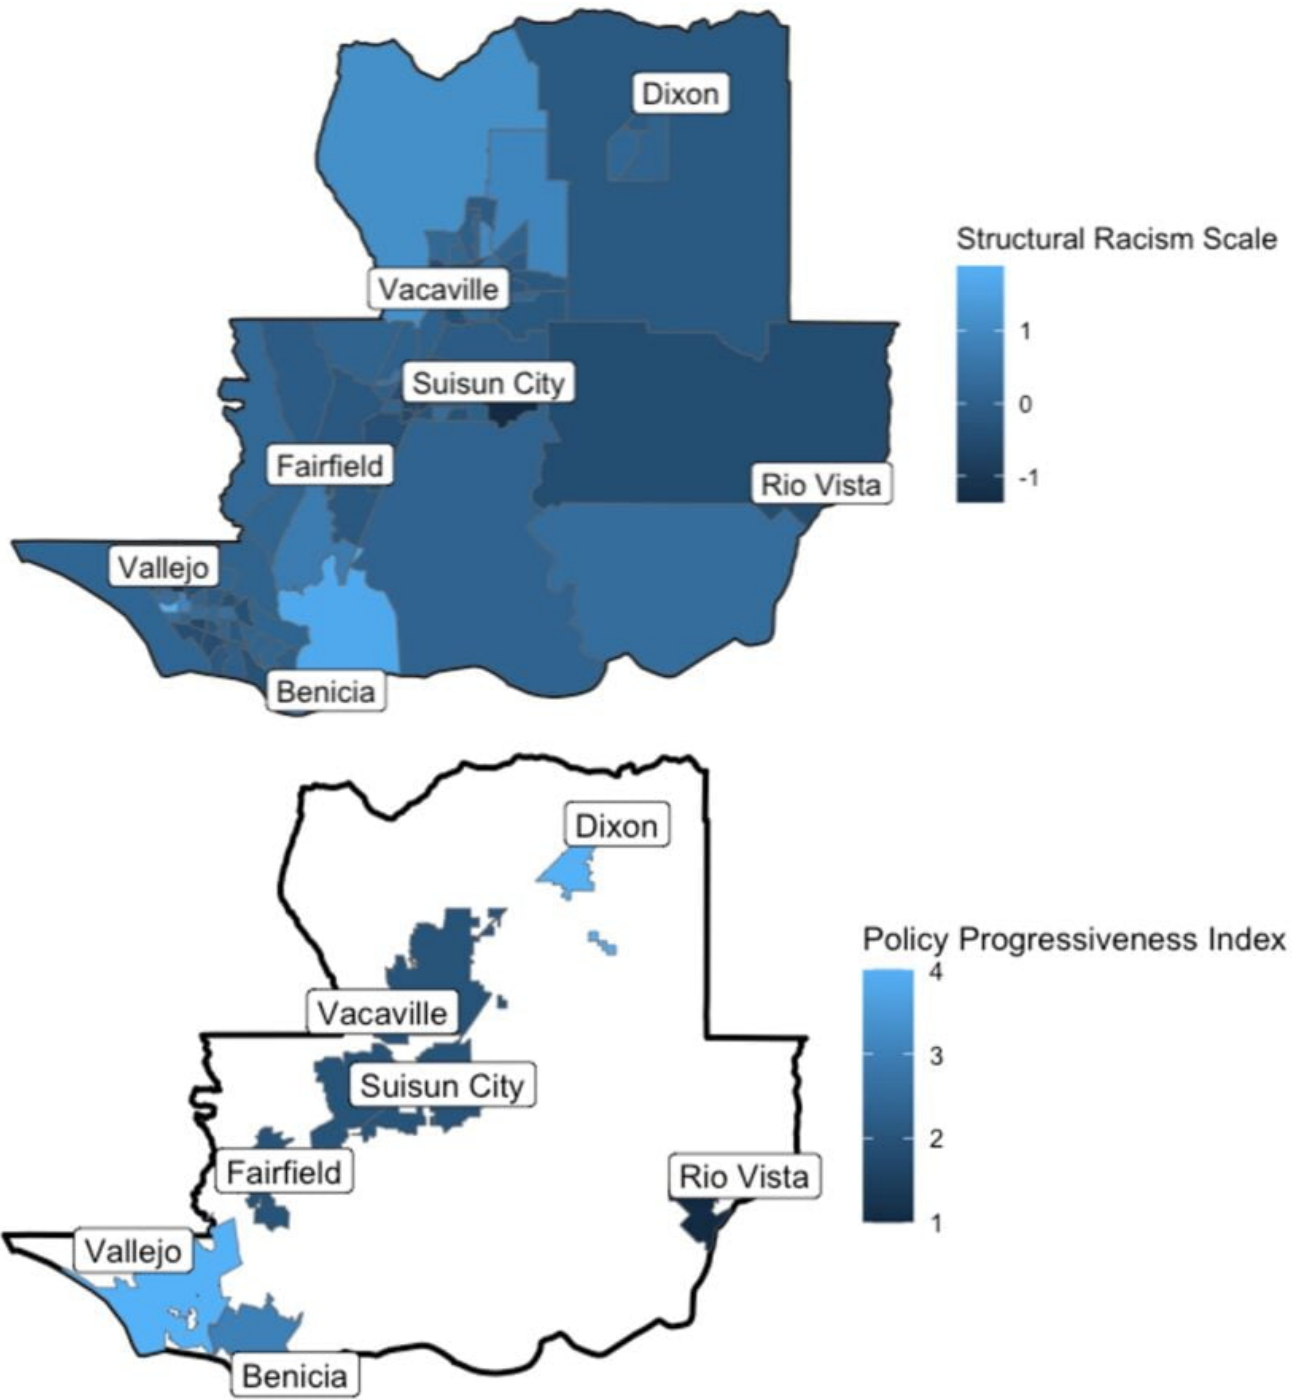 Dixon
Structural Racism Scale
Vacaville
1
Suisun City
0
Fairfield
-1
Rio Vista
Vallejo
Benicia
Dixon
Policy Progressiveness Index
4
Vacaville
3
Suisun City
2
Fairfield
Rio Vista
1
Vallejo
Benicia